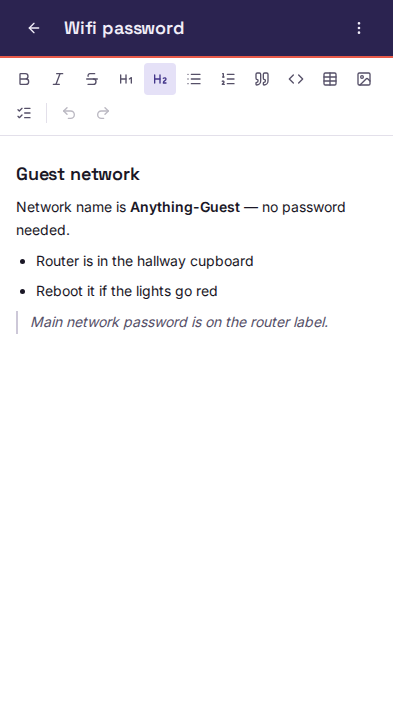 Wifi password
H1
H2
Guest network
Network name is Anything-Guest — no password
needed.
Router is in the hallway cupboard
Reboot it if the lights go red
Main network password is on the router label.